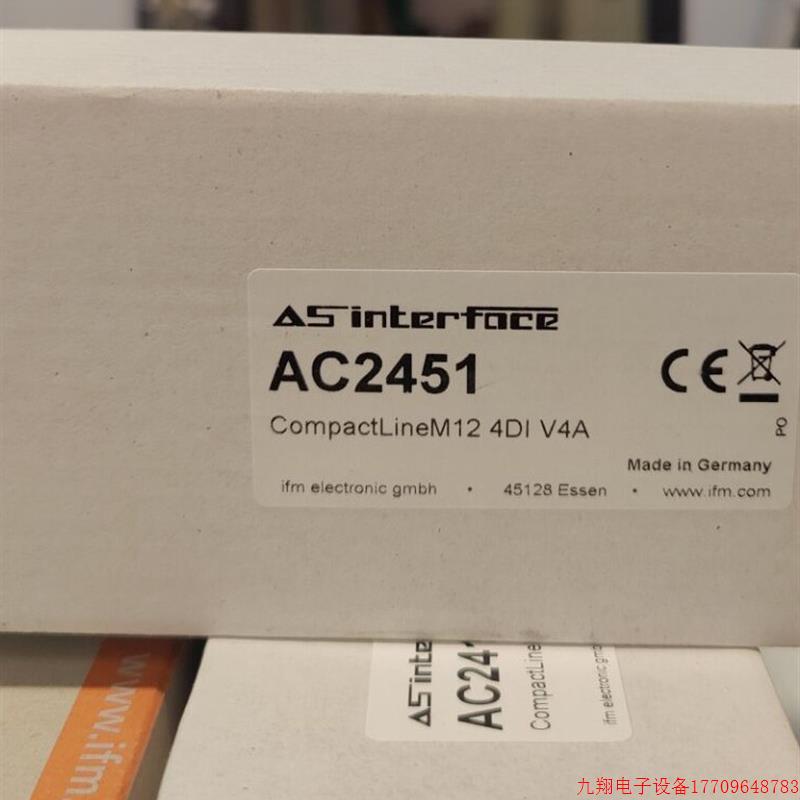 AS interface
AC2451
CE
CompactLineM12 4DI V4A
PO
Made in Germany
ifm electronic gmbh • 45128 Essen • www.ifm.com
www.ifm
AS inte
AC24
CompactLine
ifm electronic gmb
九翔电子设备17709648783